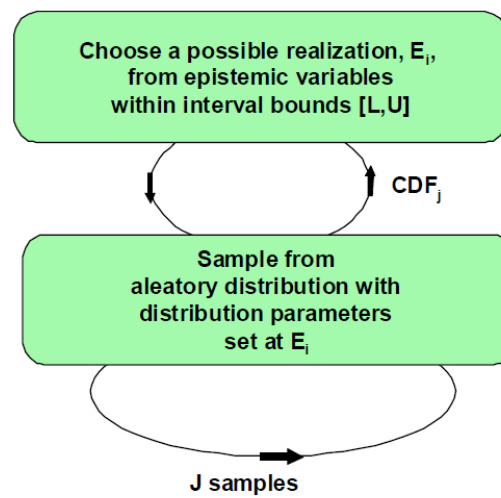 Choose a possible realization, Eᵢ,
from epistemic variables
within interval bounds [L,U]
CDFⱼ
Sample from
aleatory distribution with
distribution parameters
set at Eᵢ
J samples